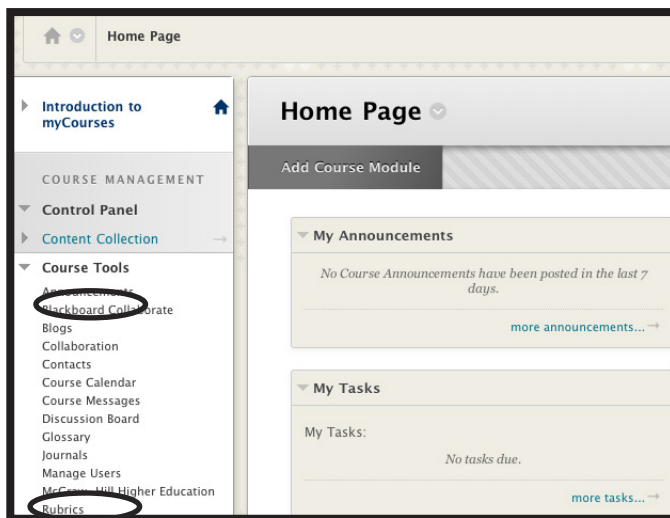 Home Page
Introduction to
myCourses
COURSE MANAGEMENT
Control Panel
Content Collection
Course Tools
Announcements
Blackboard Collaborate
Blogs
Collaboration
Contacts
Course Calendar
Course Messages
Discussion Board
Glossary
Journals
Manage Users
McGraw-Hill Higher Education
Rubrics
Home Page
Add Course Module
My Announcements
No Course Announcements have been posted in the last 7
days.
more announcements...
My Tasks
My Tasks:
No tasks due.
more tasks...